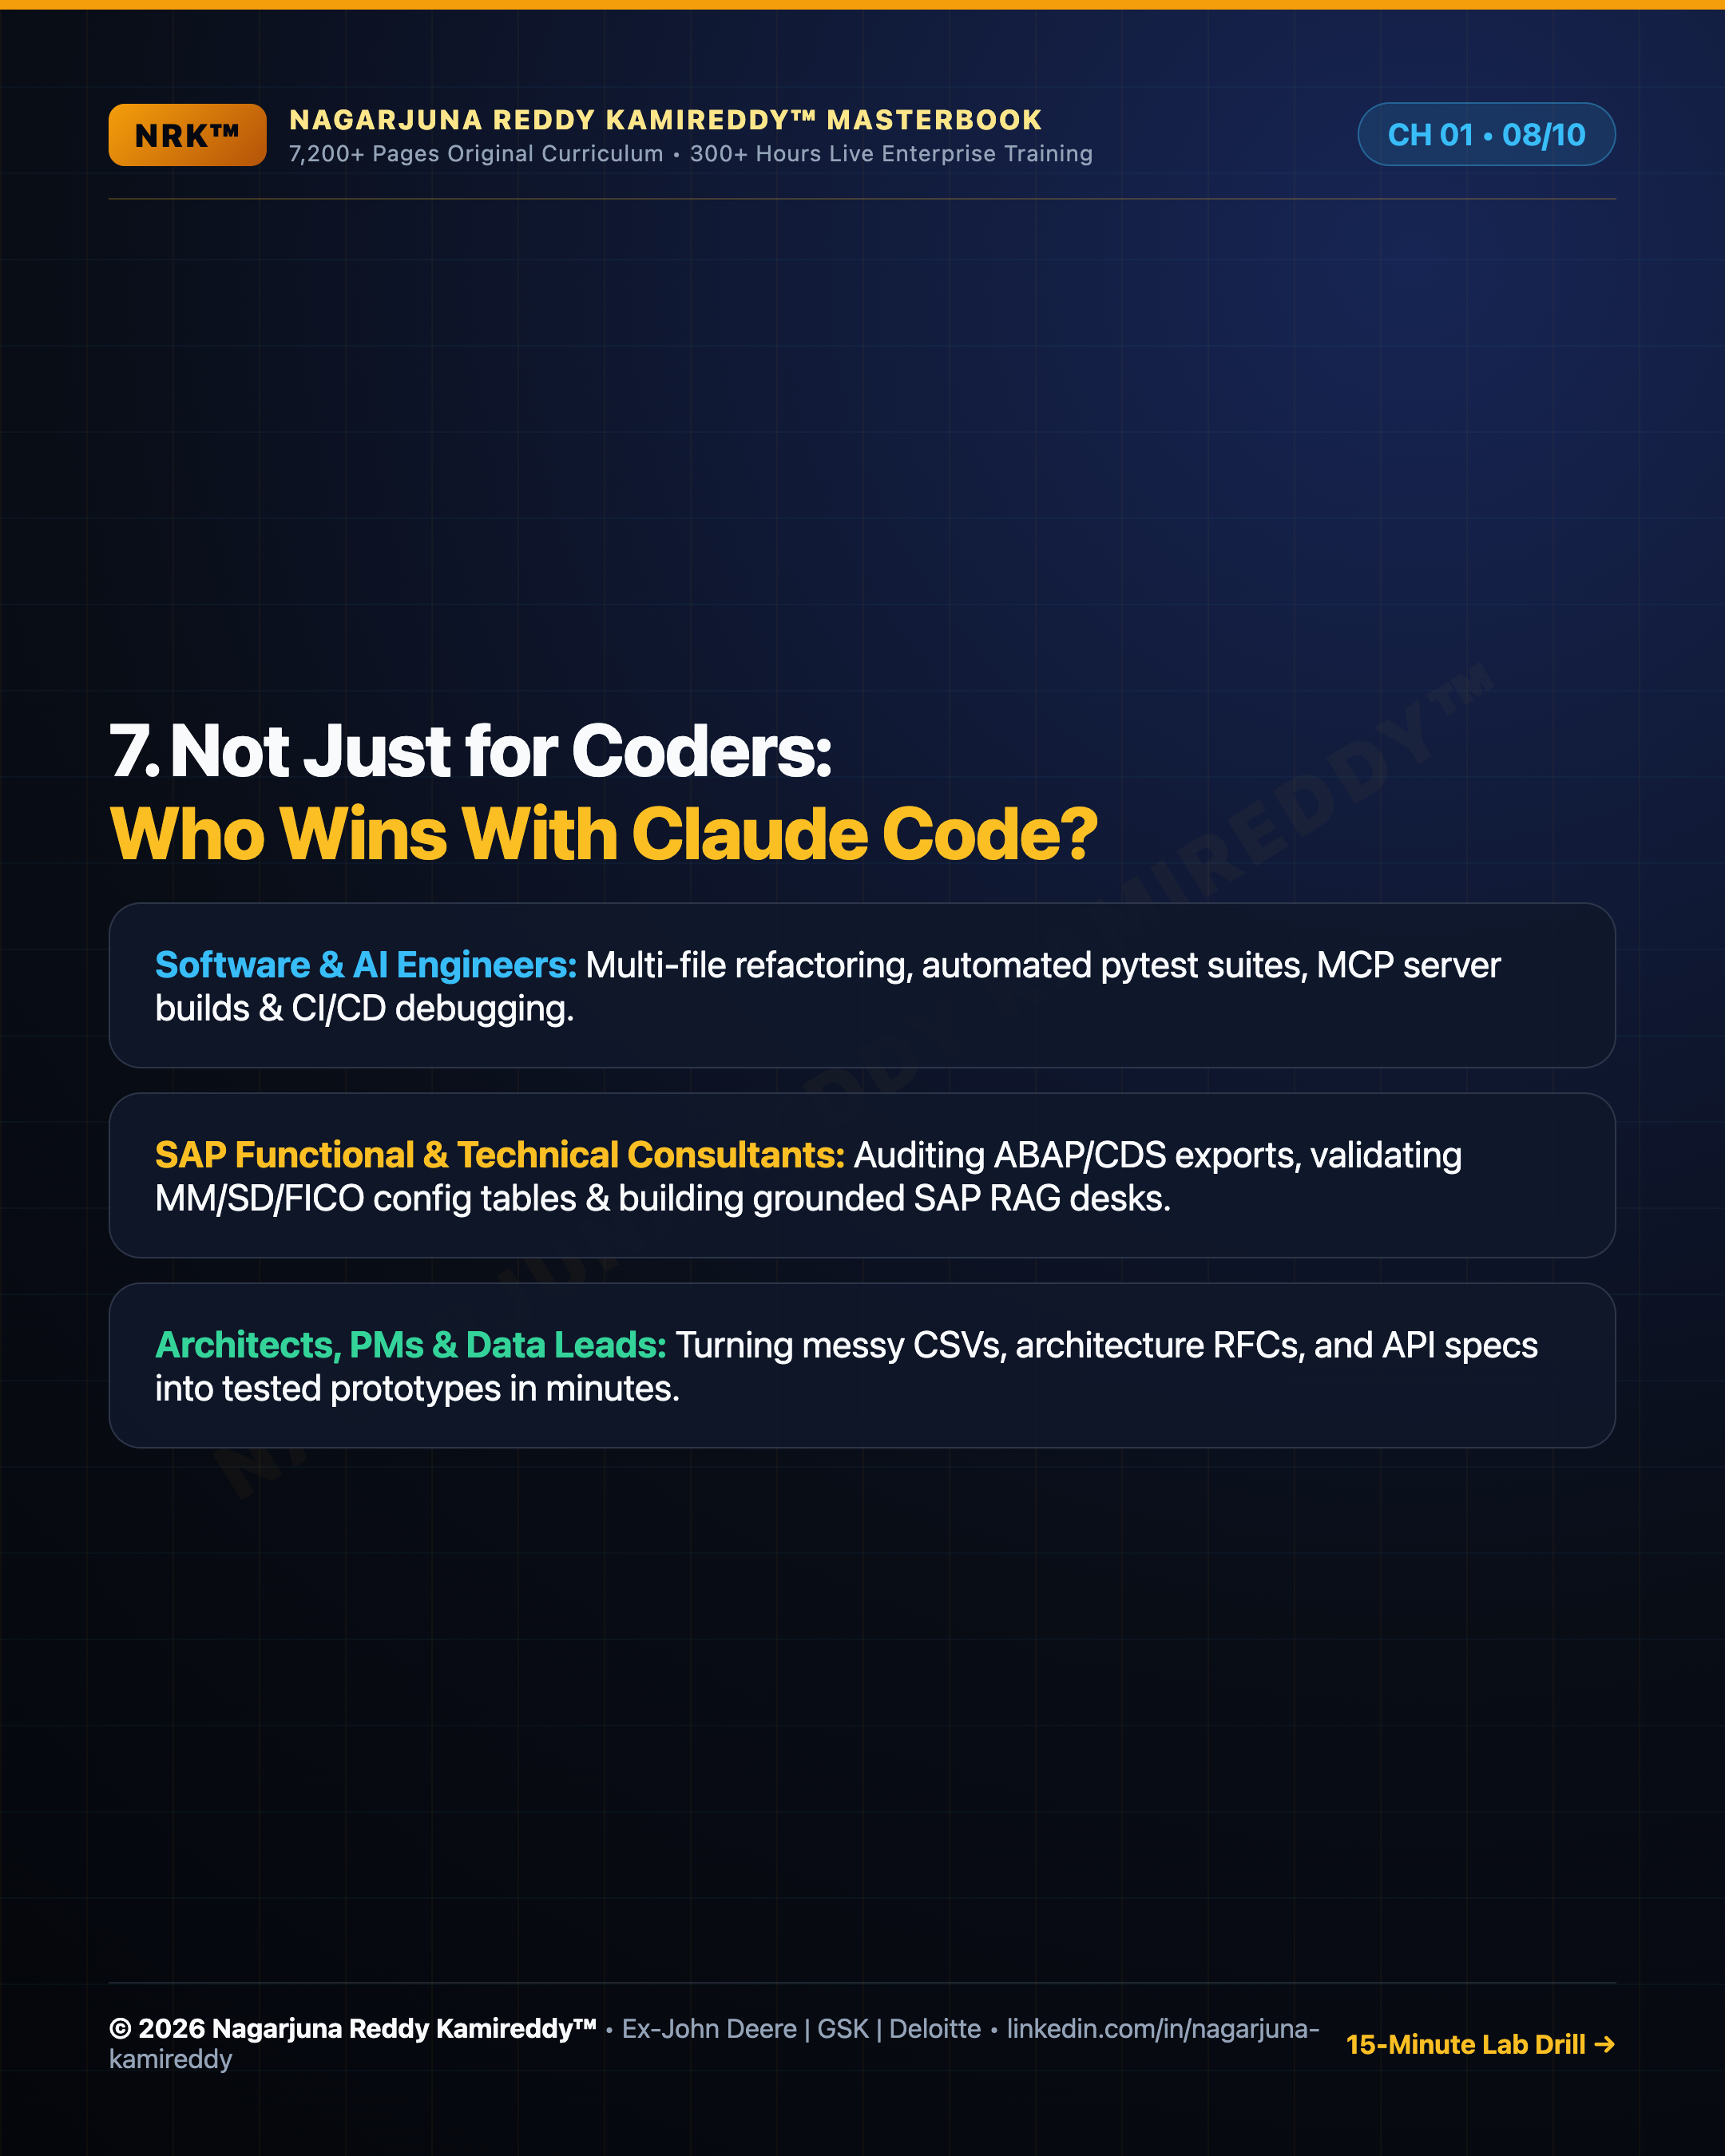 NRK™
NAGARJUNA REDDY KAMIREDDY™ MASTERBOOK
7,200+ Pages Original Curriculum • 300+ Hours Live Enterprise Training
CH 01 • 08/10
7. Not Just for Coders:
Who Wins With Claude Code?
Software & AI Engineers: Multi-file refactoring, automated pytest suites, MCP server
builds & CI/CD debugging.
SAP Functional & Technical Consultants: Auditing ABAP/CDS exports, validating
MM/SD/FICO config tables & building grounded SAP RAG desks.
Architects, PMs & Data Leads: Turning messy CSVs, architecture RFCs, and API specs
into tested prototypes in minutes.
© 2026 Nagarjuna Reddy Kamireddy™ • Ex-John Deere | GSK | Deloitte • linkedin.com/in/nagarjuna-
kamireddy
15-Minute Lab Drill →